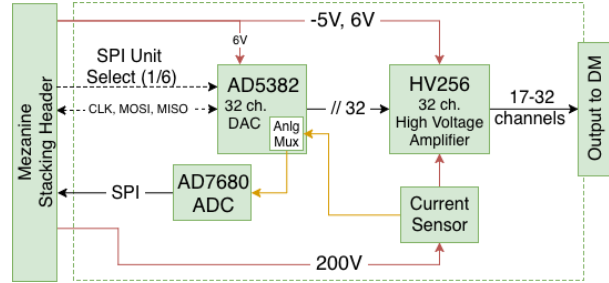 -5V, 6V
6V
SPI Unit
Select (1/6)
CLK, MOSI, MISO
Mezanine
Stacking Header
AD5382
32 ch.
DAC
Anlg
Mux
// 32
HV256
32 ch.
High Voltage
Amplifier
17-32
channels
Output to DM
SPI
AD7680
ADC
Current
Sensor
200V